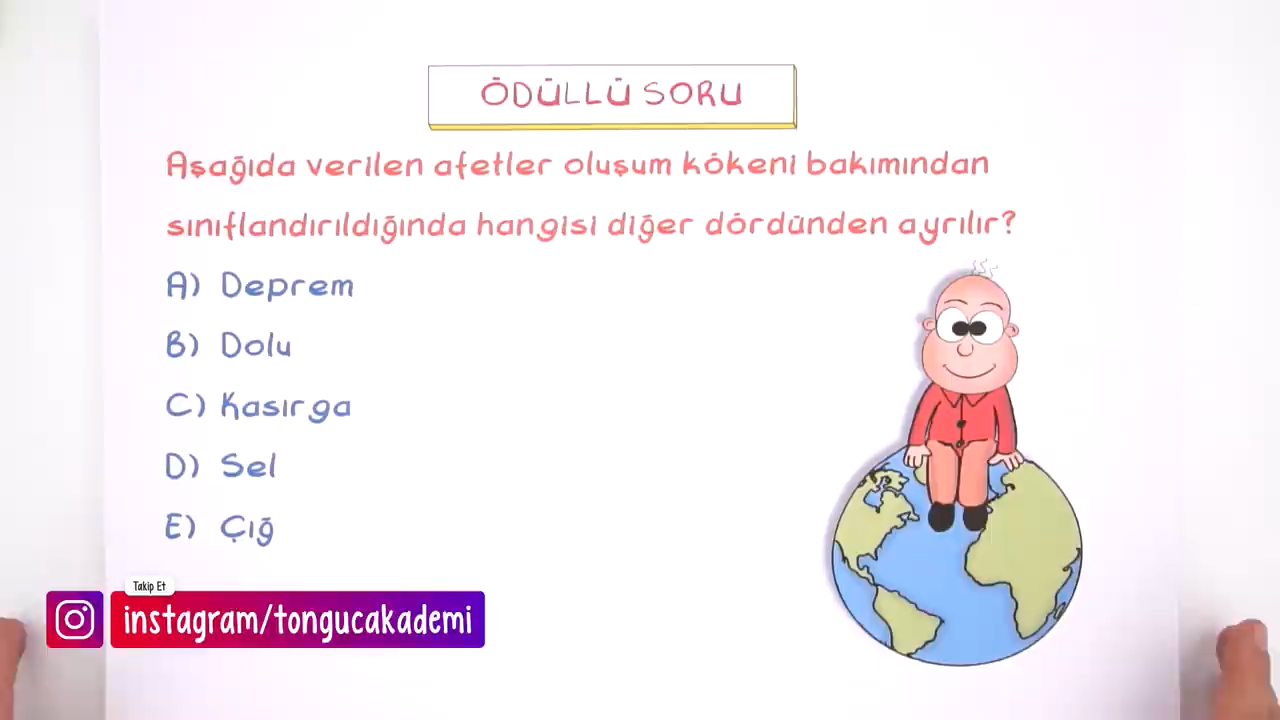 ÖDÜLLÜ SORU
Aşağıda verilen afetler oluşum kökeni bakımından
sınıflandırıldığında hangisi diğer dördünden ayrılır?
A) Deprem
B) Dolu
C) Kasırga
D) Sel
E) Çığ
Takip Et
instagram/tongucakademi